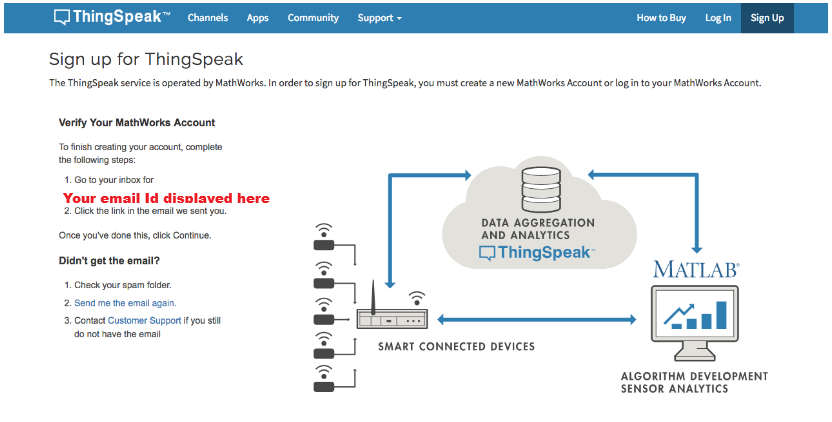 ThingSpeak™ Channels Apps Community Support How to Buy Log In Sign Up
Sign up for ThingSpeak
The ThingSpeak service is operated by MathWorks. In order to sign up for ThingSpeak, you must create a new MathWorks Account or log in to your MathWorks Account.
Verify Your MathWorks Account
To finish creating your account, complete
the following steps:
1. Go to your inbox for
Your email Id displayed here
2. Click the link in the email we sent you.
Once you've done this, click Continue.
Didn't get the email?
1. Check your spam folder.
2. Send me the email again.
3. Contact Customer Support if you still
do not have the email
DATA AGGREGATION
AND ANALYTICS
ThingSpeak™
MATLAB®
SMART CONNECTED DEVICES
ALGORITHM DEVELOPMENT
SENSOR ANALYTICS